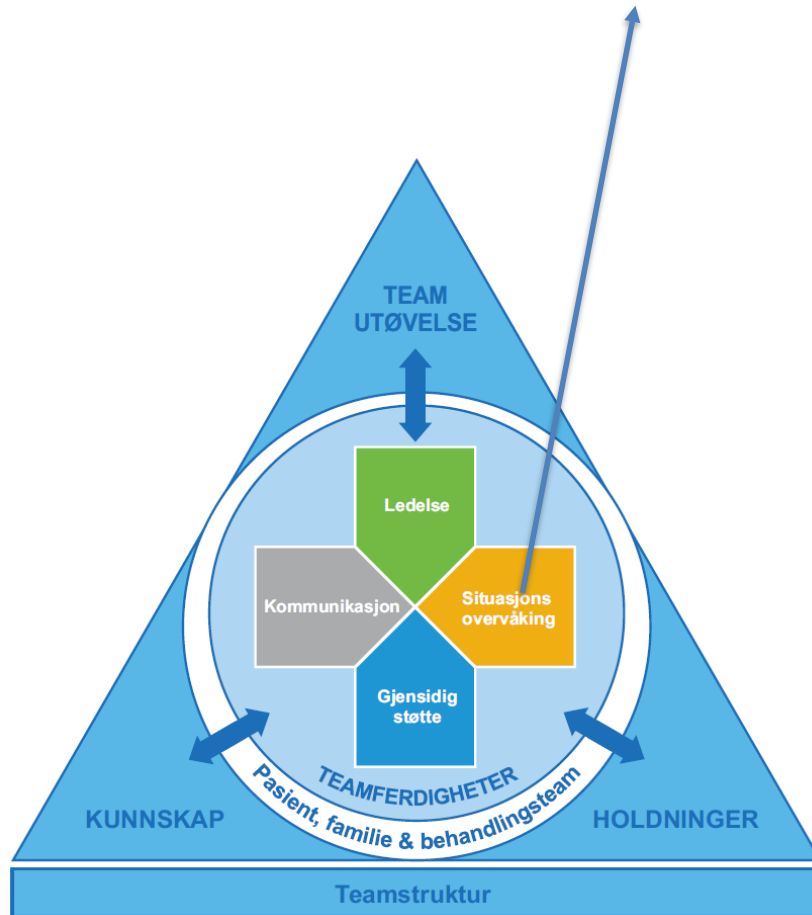 TEAM
UTØVELSE
Ledelse
Kommunikasjon
Situasjons
overvåking
Gjensidig
støtte
TEAMFERDIGHETER
Pasient, familie & behandlingsteam
KUNNSKAP
HOLDNINGER
Teamstruktur